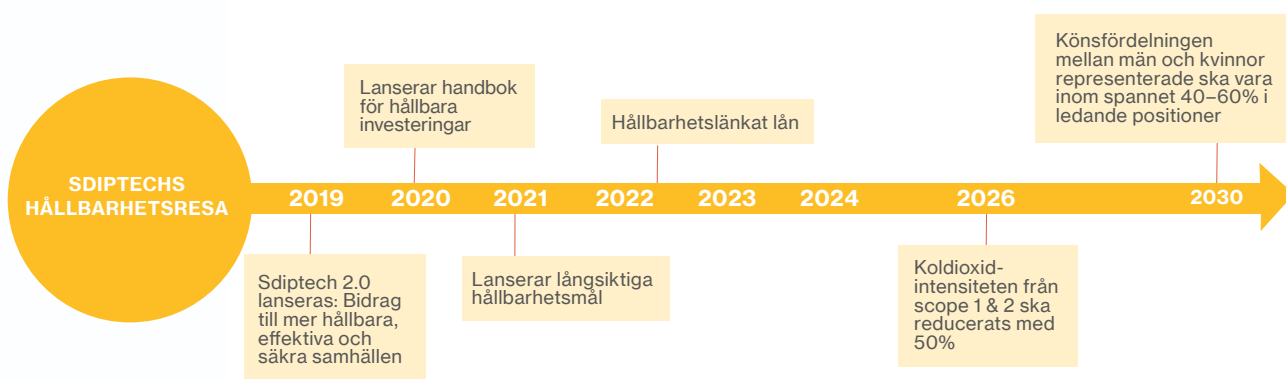 SDIPTECHS
HÅLLBARHETSRESA
2019
2020
2021
2022
2023
2024
2026
2030
Sdiptech 2.0
lanseras: Bidrag
till mer hållbara,
effektiva och
säkra samhällen
Lanserar handbok
för hållbara
investeringar
Lanserar långsiktiga
hållbarhetsmål
Hållbarhetslänkat lån
Koldioxid-
intensiteten från
scope 1 & 2 ska
reducerats med
50%
Könsfördelningen
mellan män och kvinnor
representerade ska vara
inom spannet 40–60% i
ledande positioner